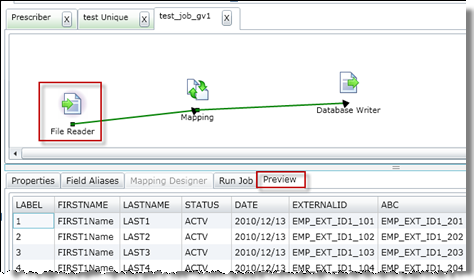 Prescriber X test Unique X test_job_gv1 X
File Reader
Mapping
Database Writer
Properties Field Aliases Mapping Designer Run Job Preview
LABEL FIRSTNAME LASTNAME STATUS DATE EXTERNALID ABC
1 FIRST1Name LAST1 ACTV 2010/12/13 EMP_EXT_ID1_101 EMP_EXT_ID1_201
2 FIRST1Name LAST2 ACTV 2010/12/13 EMP_EXT_ID1_102 EMP_EXT_ID1_202
3 FIRST1Name LAST3 ACTV 2010/12/13 EMP_EXT_ID1_103 EMP_EXT_ID1_203
4 FIRST1Name LAST4 ACTV 2010/12/13